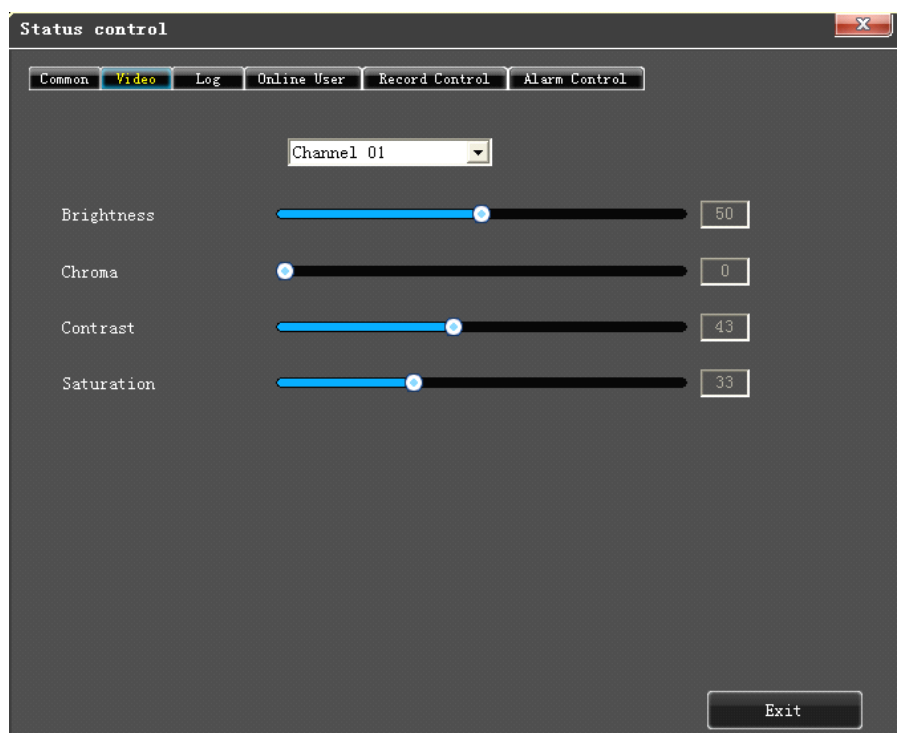 Status control
Common Video Log Online User Record Control Alarm Control
Channel 01
Brightness 50
Chroma 0
Contrast 43
Saturation 33
Exit